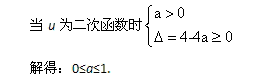 当 u 为二次函数时{a > 0
Δ = 4-4a ≥ 0
解得：0≤a≤1.